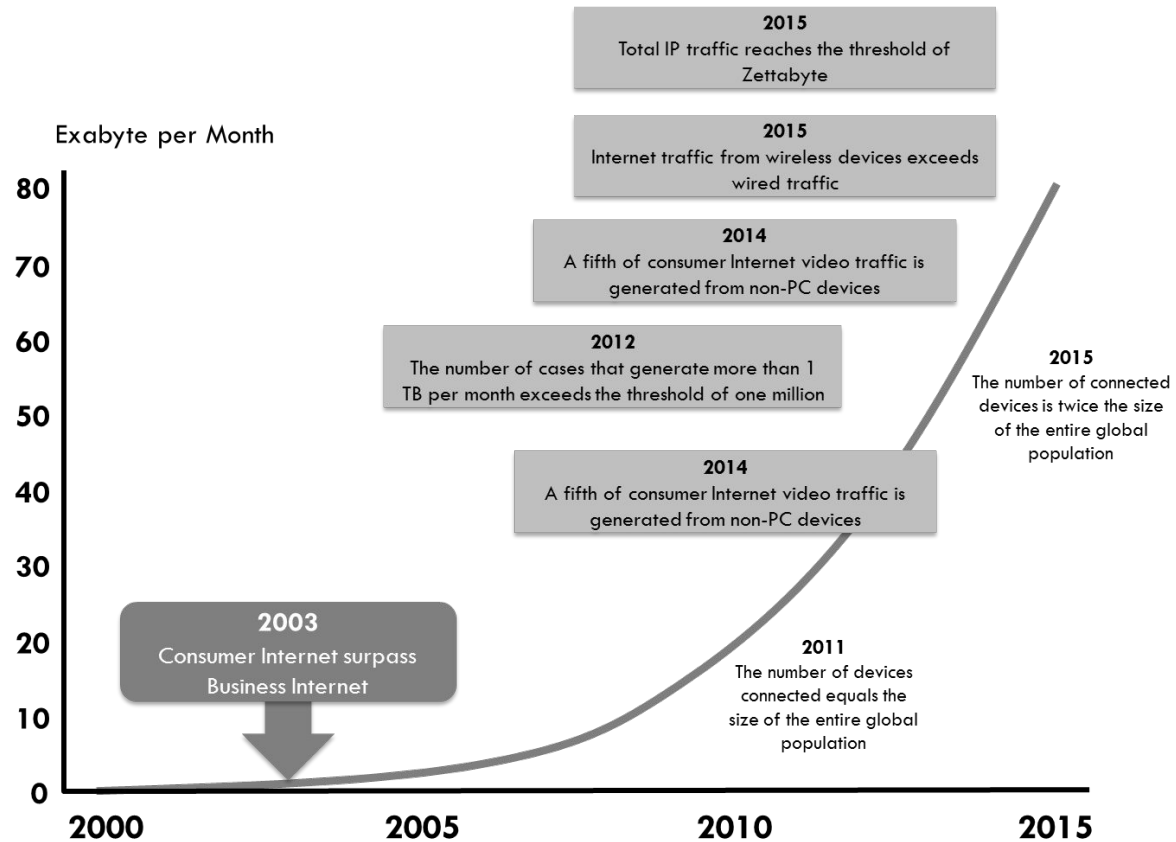 2015
Total IP traffic reaches the threshold of
Zettabyte
Exabyte per Month
2015
Internet traffic from wireless devices exceeds
wired traffic
80
2014
A fifth of consumer Internet video traffic is
generated from non-PC devices
70
60
2012
The number of cases that generate more than 1
TB per month exceeds the threshold of one million
2015
The number of connected
devices is twice the size
of the entire global
population
50
2014
A fifth of consumer Internet video traffic is
generated from non-PC devices
40
30
2003
Consumer Internet surpass
Business Internet
20
2011
The number of devices
connected equals the
size of the entire global
population
10
0
2000 2005 2010 2015